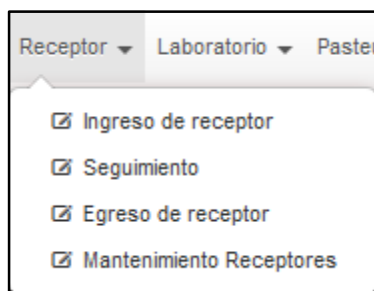 Receptor Laboratorio
Ingreso de receptor
Seguimiento
Egreso de receptor
Mantenimiento Receptores